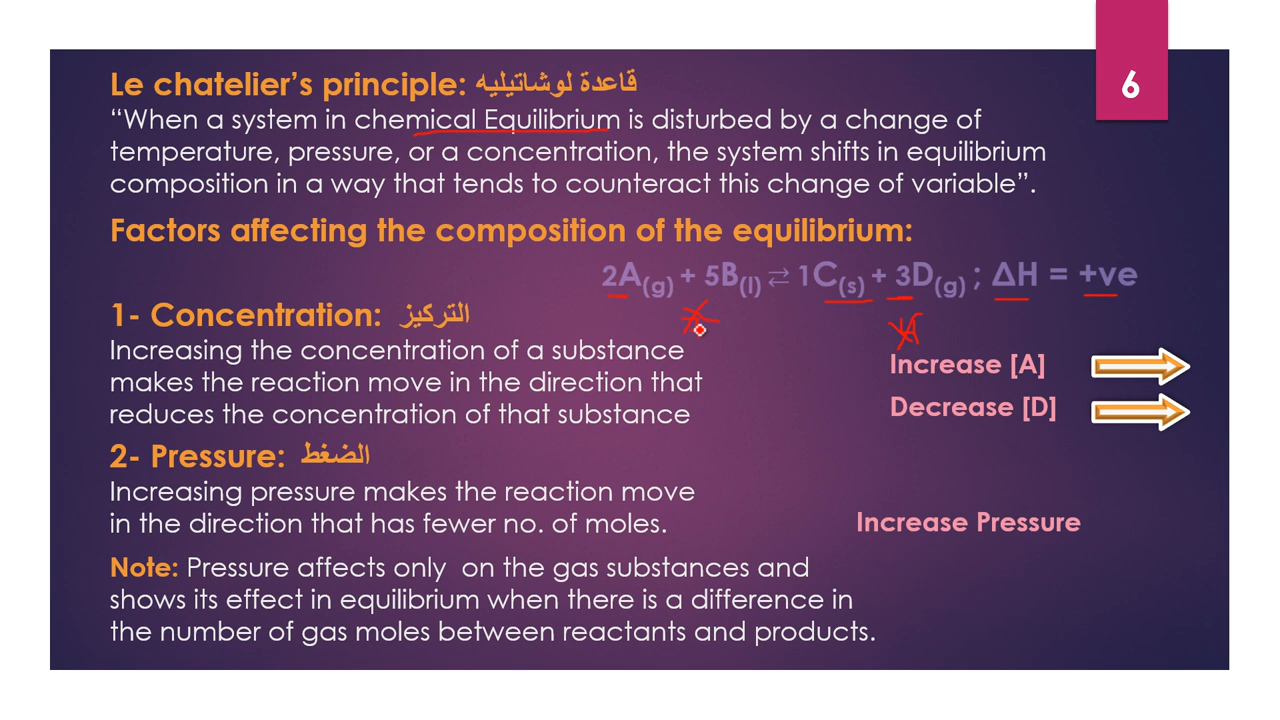 6
Le chatelier’s principle: قاعدة لوشاتيليه
“When a system in chemical Equilibrium is disturbed by a change of
temperature, pressure, or a concentration, the system shifts in equilibrium
composition in a way that tends to counteract this change of variable”.
Factors affecting the composition of the equilibrium:
2A(g) + 5B(l) ⇄ 1C(s) + 3D(g) ; ΔH = +ve
1- Concentration: التركيز
Increasing the concentration of a substance
makes the reaction move in the direction that
reduces the concentration of that substance
Increase [A]
Decrease [D]
2- Pressure: الضغط
Increasing pressure makes the reaction move
in the direction that has fewer no. of moles.
Increase Pressure
Note: Pressure affects only on the gas substances and
shows its effect in equilibrium when there is a difference in
the number of gas moles between reactants and products.